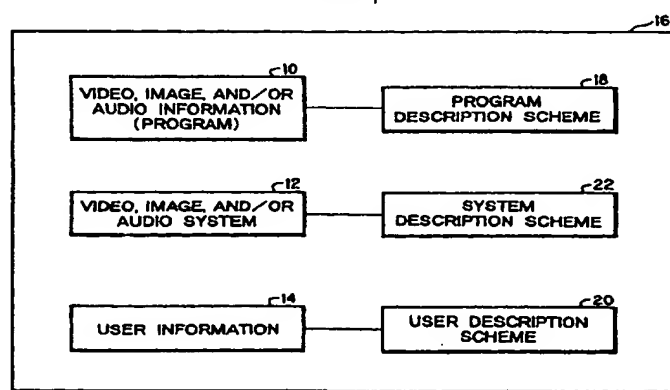 16
10
VIDEO, IMAGE, AND/OR
AUDIO INFORMATION
(PROGRAM)
18
PROGRAM
DESCRIPTION SCHEME
12
VIDEO, IMAGE, AND/OR
AUDIO SYSTEM
22
SYSTEM
DESCRIPTION SCHEME
14
USER INFORMATION
20
USER DESCRIPTION
SCHEME